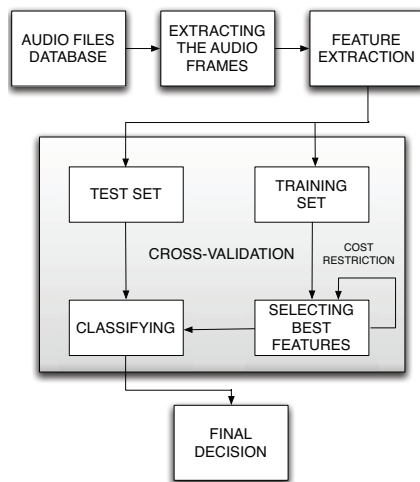 AUDIO FILES
DATABASE
EXTRACTING
THE AUDIO
FRAMES
FEATURE
EXTRACTION
TEST SET
TRAINING
SET
CROSS-VALIDATION
COST
RESTRICTION
CLASSIFYING
SELECTING
BEST
FEATURES
FINAL
DECISION